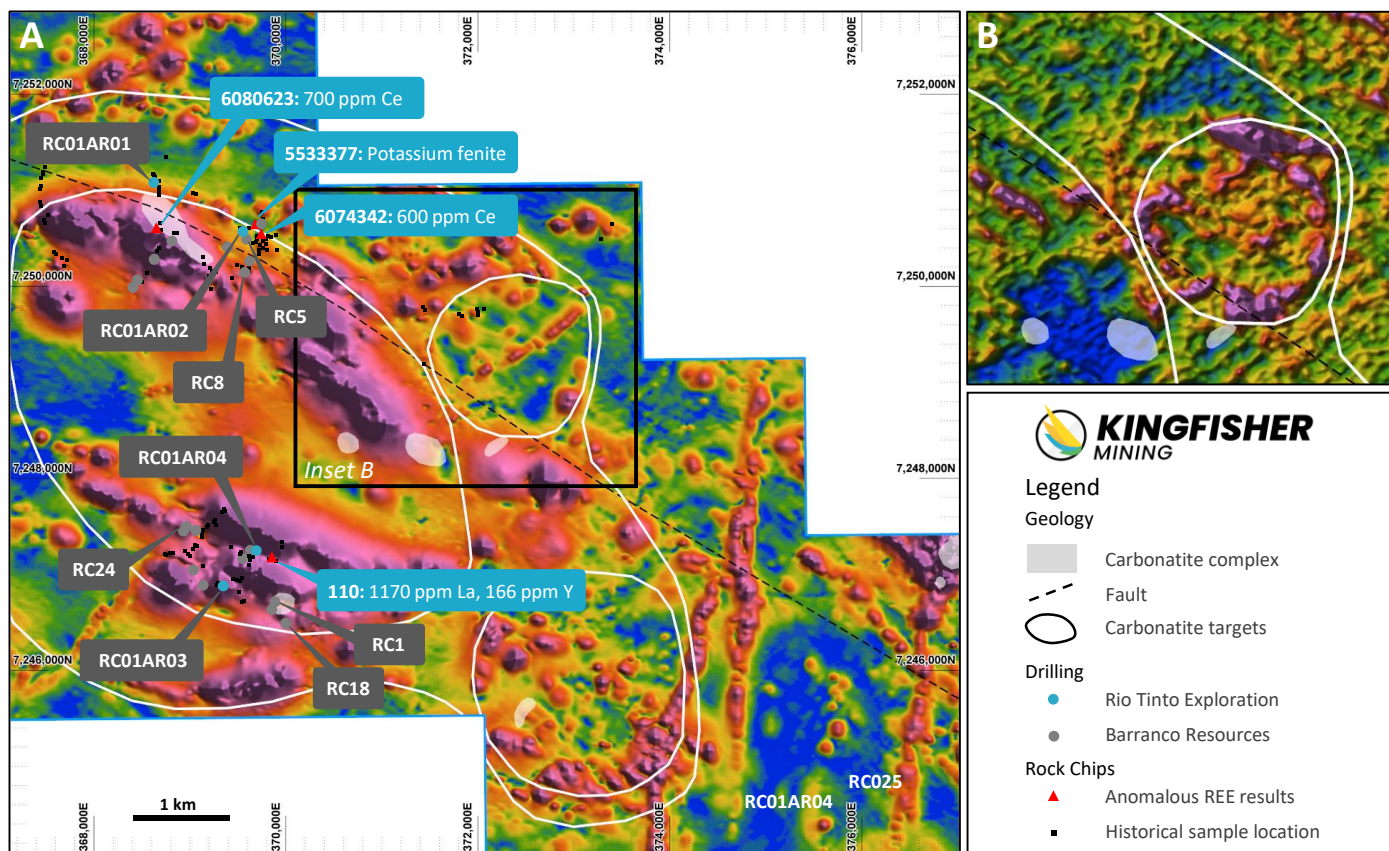 A
368,000E
370,000E
372,000E
374,000E
376,000E
7,252,000N
7,252,000N
6080623: 700 ppm Ce
RC01AR01
5533377: Potassium fenite
6074342: 600 ppm Ce
7,250,000N
7,250,000N
RC01AR02
RC5
RC8
RC01AR04
Inset B
7,248,000N
7,248,000N
RC24
110: 1170 ppm La, 166 ppm Y
RC01AR03
RC1
RC18
7,246,000N
7,246,000N
RC01AR04
RC025
1 km
368,000E
370,000E
372,000E
374,000E
376,000E
B
KINGFISHER
MINING
Legend
Geology
Carbonatite complex
Fault
Carbonatite targets
Drilling
Rio Tinto Exploration
Barranco Resources
Rock Chips
Anomalous REE results
Historical sample location